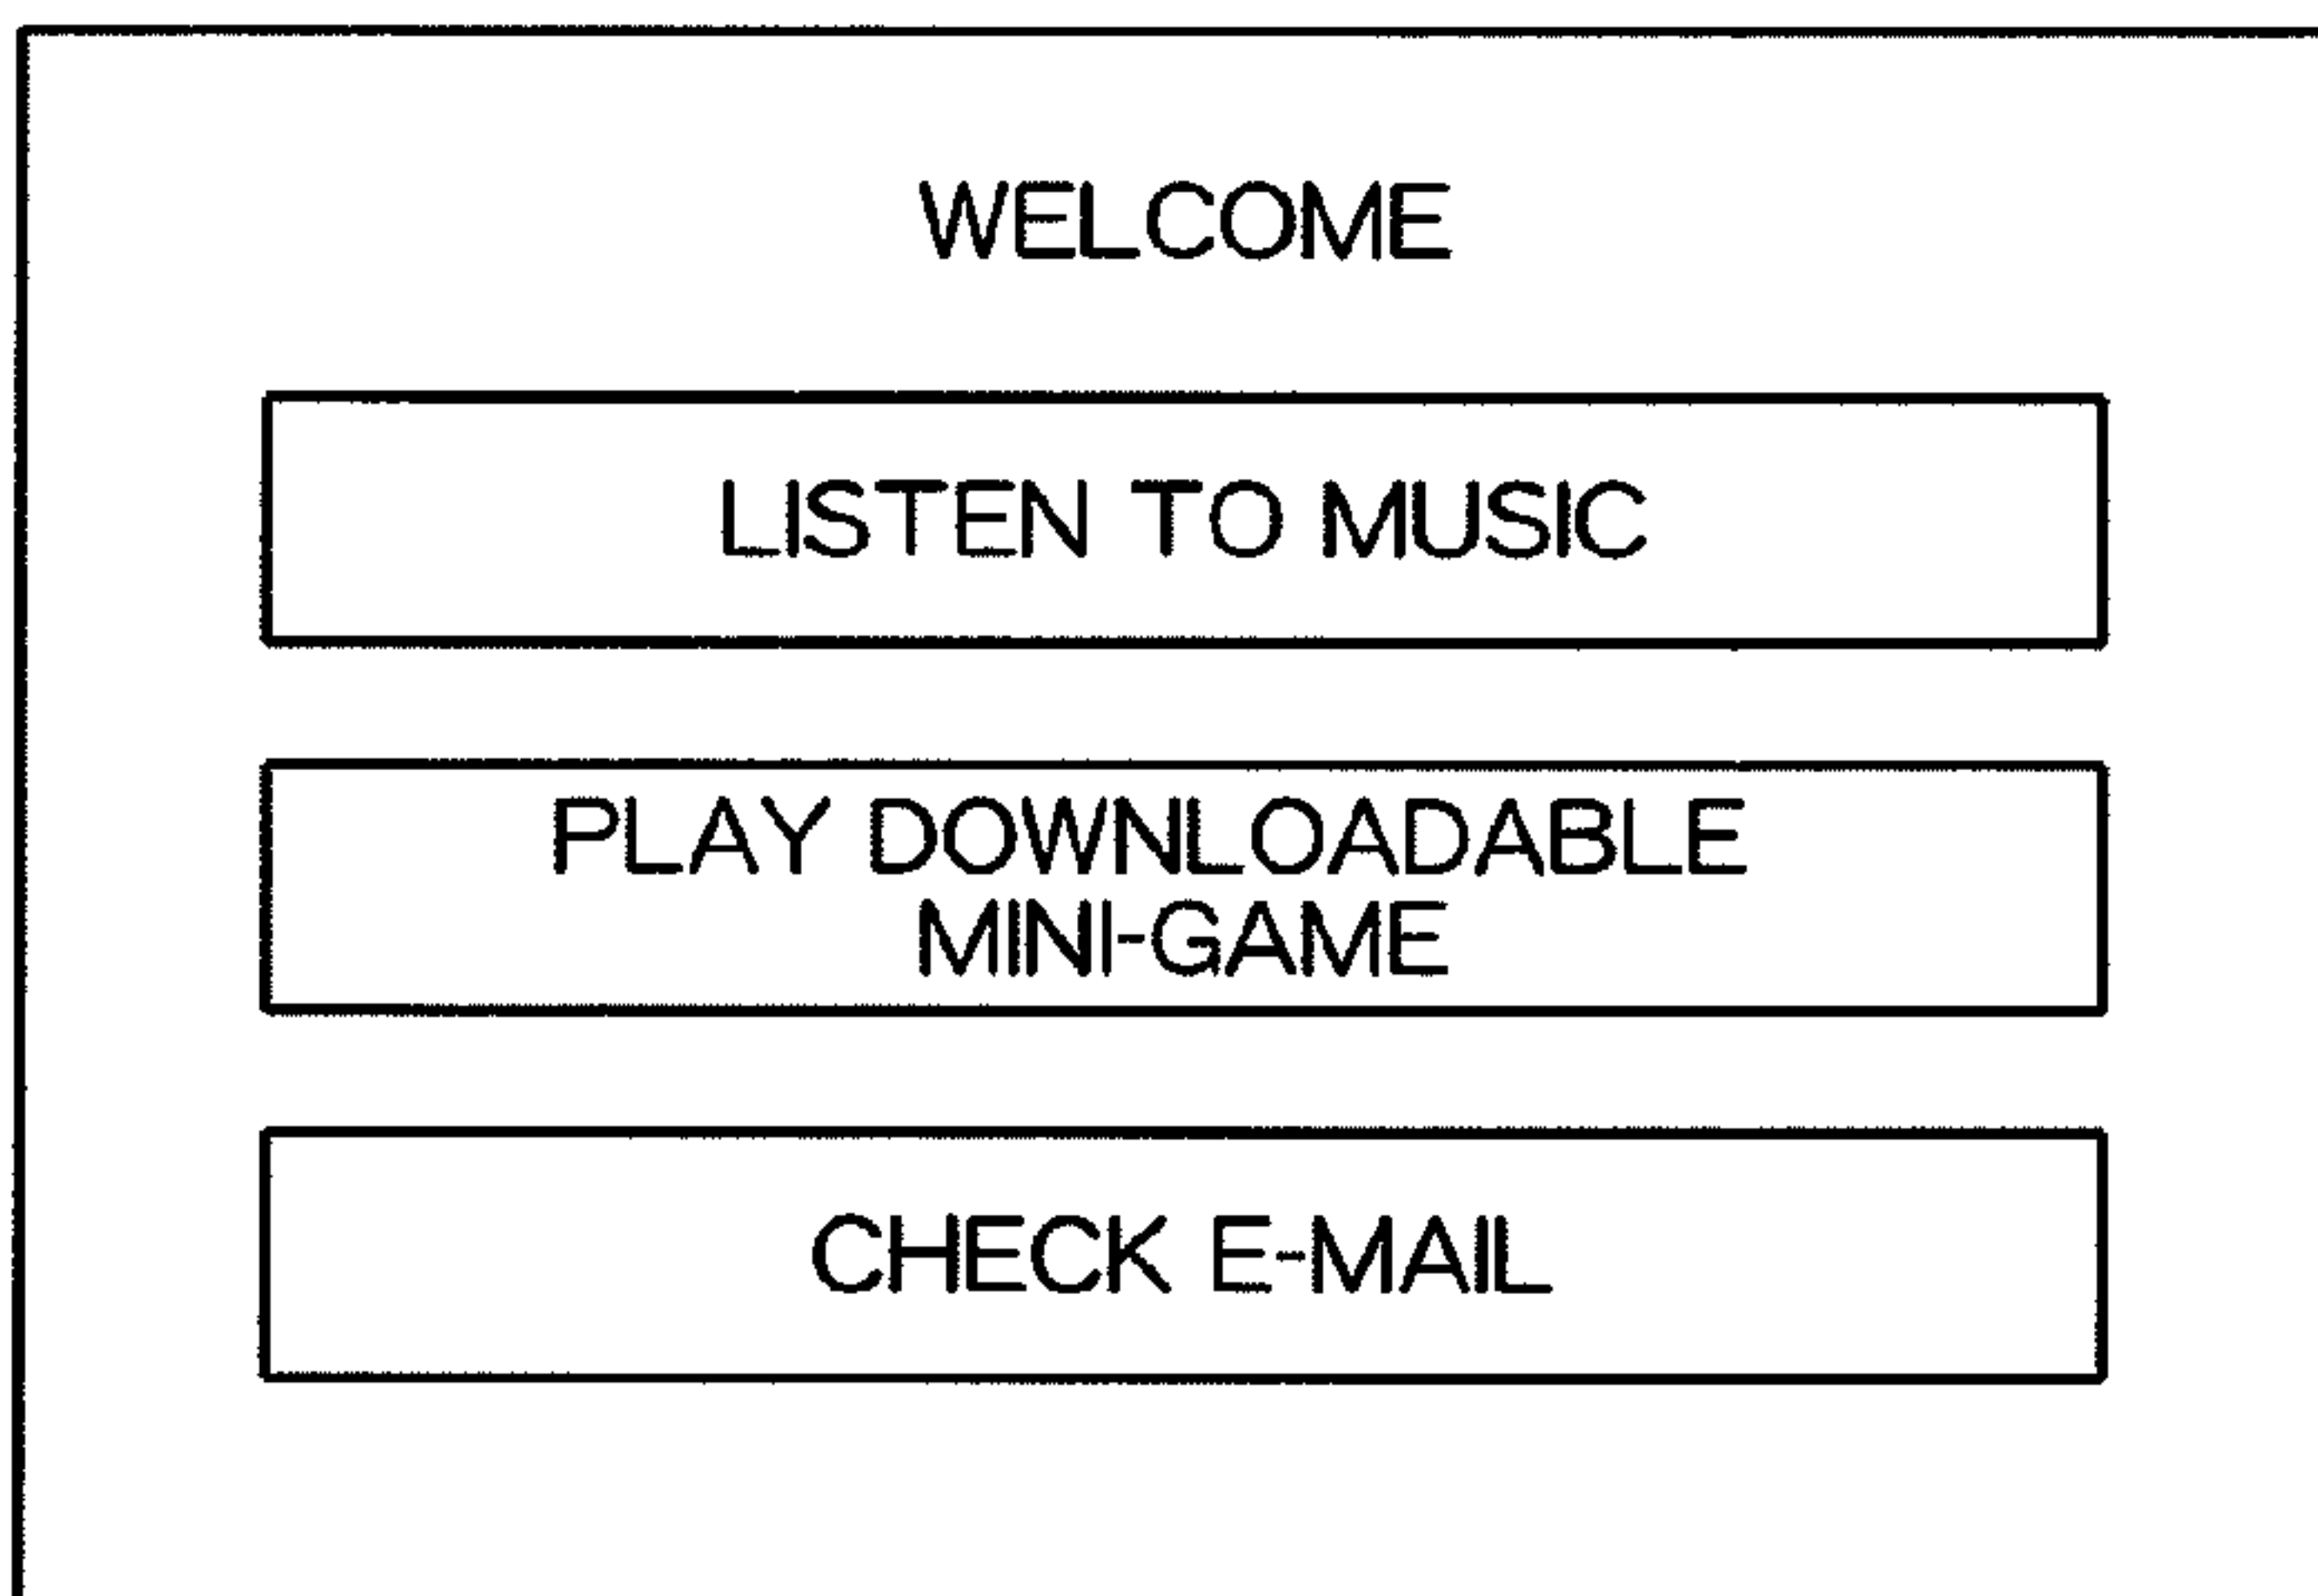 WELCOME
LISTEN TO MUSIC
PLAY DOWNLOADABLE
MINI-GAME
CHECK E-MAIL